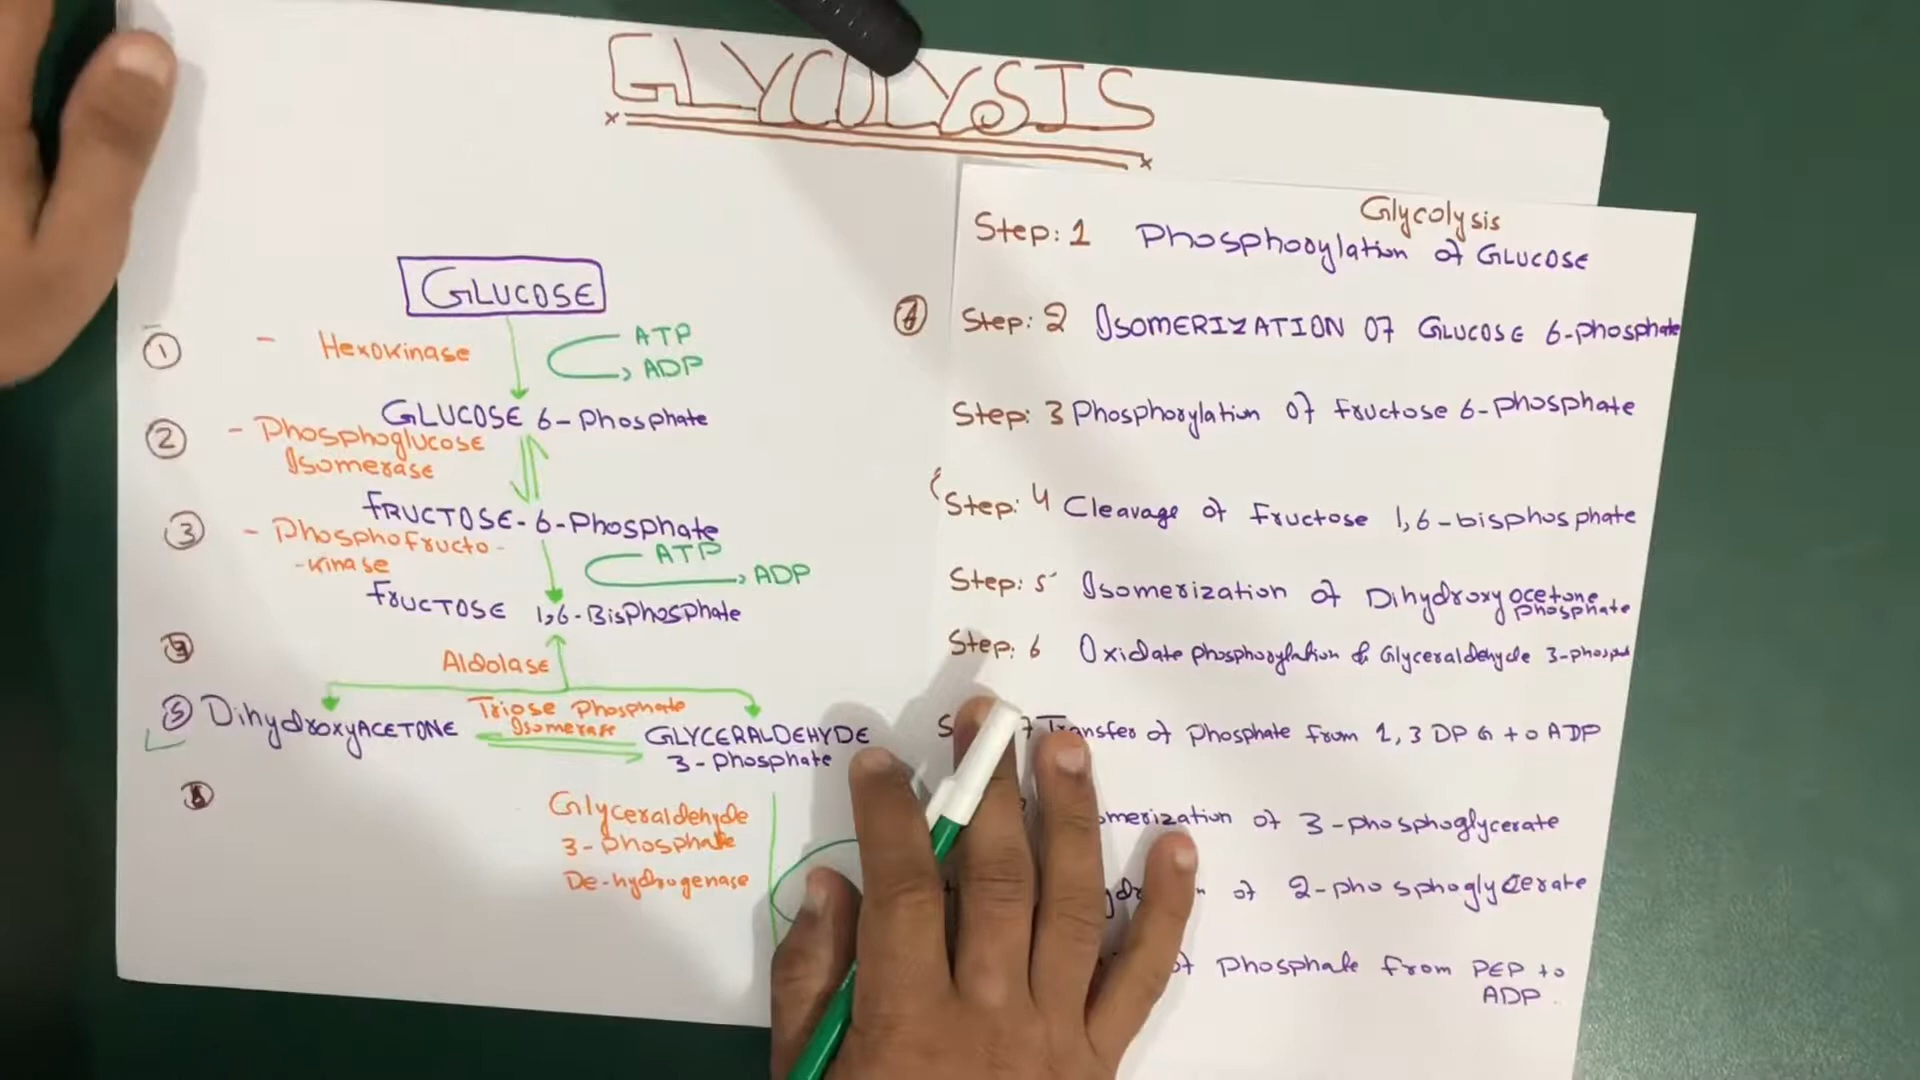 GLYCOLYSIS
GLUCOSE
1 - Hexokinase
ATP
ADP
GLUCOSE 6-Phosphate
2 - Phosphoglucose
Isomerase
FRUCTOSE-6-Phosphate
3 - Phosphofructo-
-kinase
ATP
ADP
FRUCTOSE 1,6-BisPhosphate
Aldolase
5 DihydroxyACETONE
Triose Phosphate
Isomerase
GLYCERALDEHYDE
3-Phosphate
Glyceraldehyde
3-Phosphate
De-hydrogenase
Glycolysis
Step: 1 Phosphorylation of GLUCOSE
Step: 2 ISOMERIZATION OF GLUCOSE 6-phosphate
Step: 3 Phosphorylation of fructose 6-phosphate
Step: 4 Cleavage of fructose 1,6-bisphosphate
Step: 5 Isomerization of Dihydroxy ocetone
phosphate
Step: 6 Oxidate phosphorylation of Glyceraldehyde
7 Transfer of Phosphate from 1,3 DPG to ADP
of 3-phosphoglycerate
of 2-phosphoglycerate
of phosphate from PEP to
ADP.